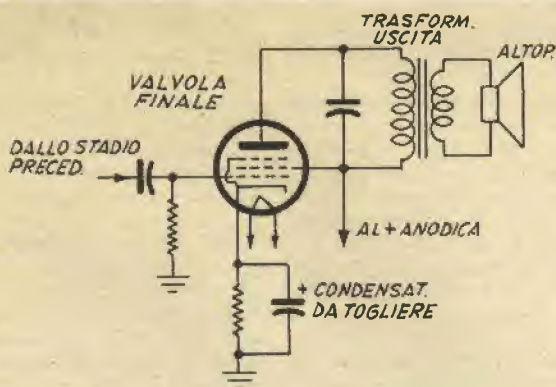 TRASFORM.
USCITA
ALTOP.
VALVOLA
FINALE
DALLO STADIO
PRECED.
AL + ANODICA
+ CONDENSAT.
DA TOGLIERE